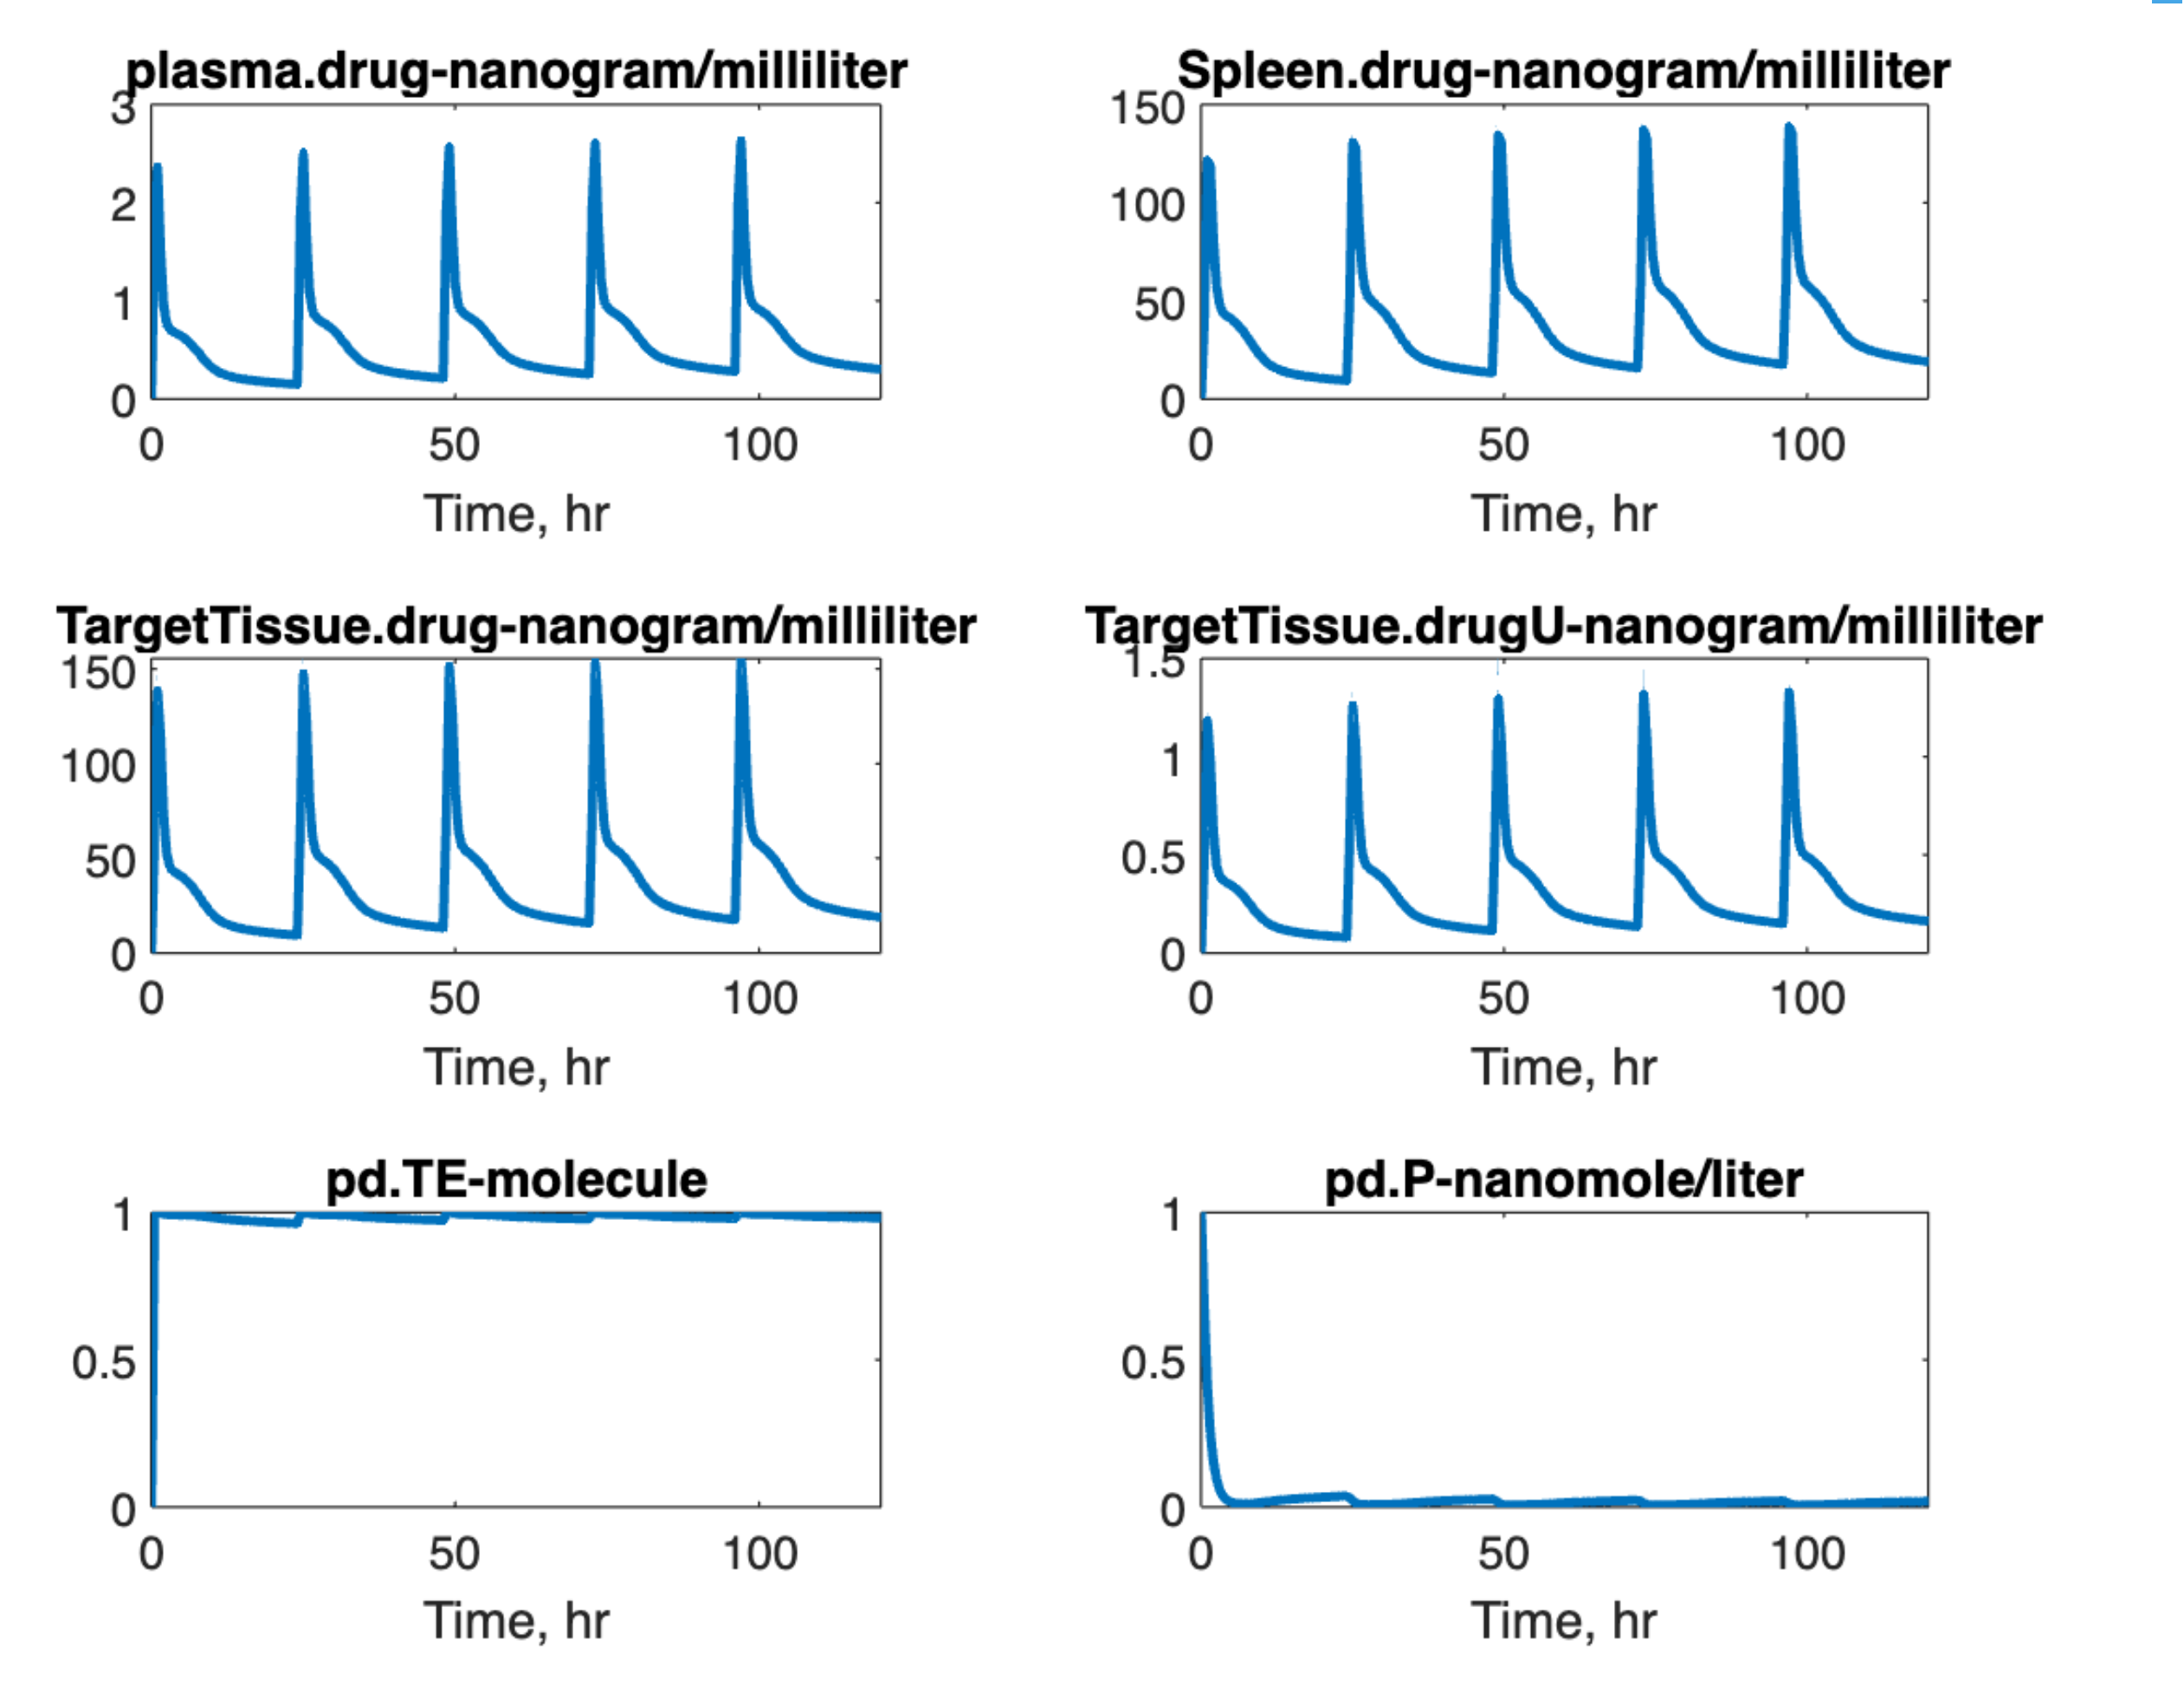 plasma.drug-nanogram/milliliter
3
2
1
0
0 50 100
Time, hr
Spleen.drug-nanogram/milliliter
150
100
50
0
0 50 100
Time, hr
TargetTissue.drug-nanogram/milliliter
150
100
50
0
0 50 100
Time, hr
TargetTissue.drugU-nanogram/milliliter
1.5
1
0.5
0
0 50 100
Time, hr
pd.TE-molecule
1
0.5
0
0 50 100
Time, hr
pd.P-nanomole/liter
1
0.5
0
0 50 100
Time, hr